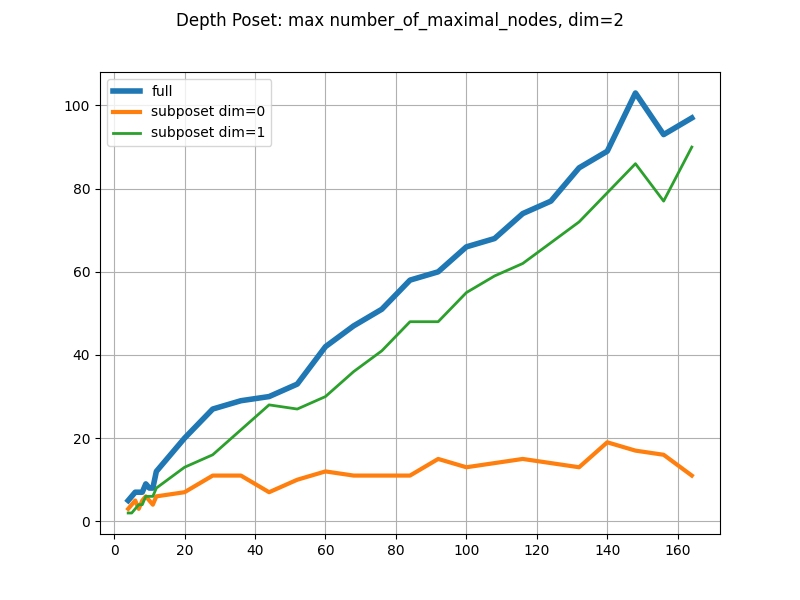 Depth Poset: max number_of_maximal_nodes, dim=2
full
subposet dim=0
subposet dim=1
100
80
60
40
20
0
0 20 40 60 80 100 120 140 160